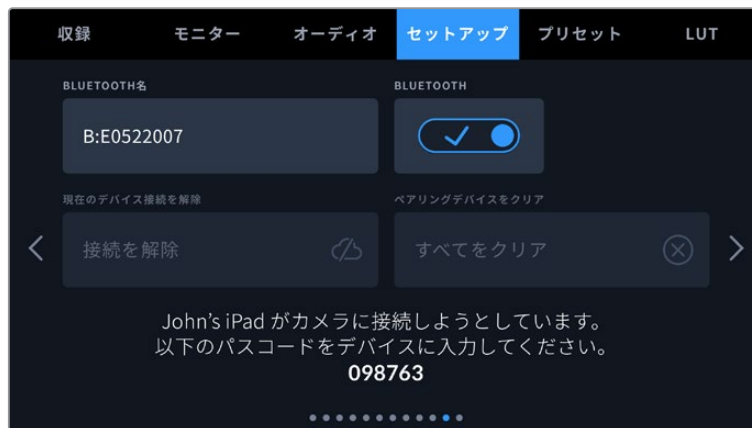 収録 モニター オーディオ セットアップ プリセット LUT
BLUETOOTH名 BLUETOOTH
B:E0522007
現在のデバイス接続を解除 ペアリングデバイスをクリア
接続を解除 すべてをクリア
John’s iPad がカメラに接続しようとしています。
以下のパスコードをデバイスに入力してください。
098763